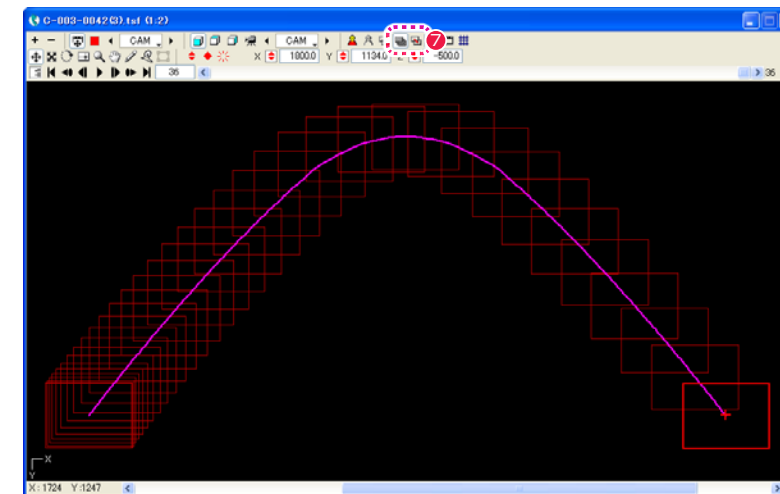 C-003-0042(3).tsf (1:2)
CAM CAM 7
X 1800.0 Y 1134.0 Z -500.0
36 36
X
Y
X: 1724 Y:1247